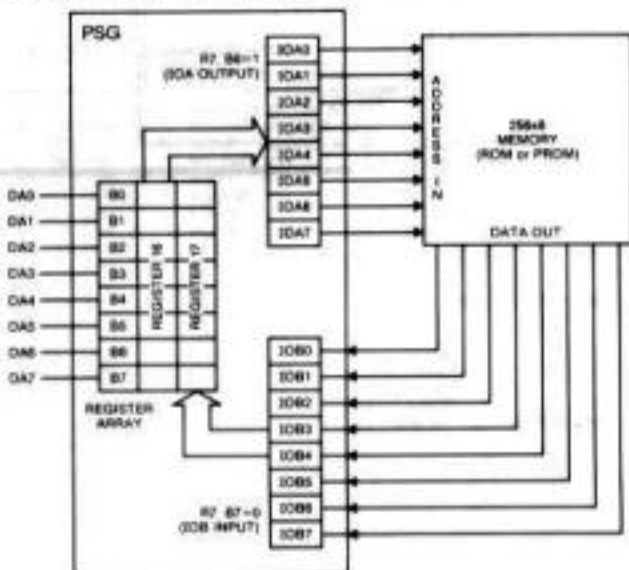 PSG
R7 B6=1
(IOA OUTPUT)
IOA0
IOA1
IOA2
IOA3
IOA4
IOA5
IOA6
IOA7
ADDRESS IN
256x8
MEMORY
(ROM or PROM)
DATA OUT
DA0
DA1
DA2
DA3
DA4
DA5
DA6
DA7
B0
B1
B2
B3
B4
B5
B6
B7
REGISTER 16
REGISTER 17
REGISTER
ARRAY
IOB0
IOB1
IOB2
IOB3
IOB4
IOB5
IOB6
IOB7
R7 B7=0
(IOB INPUT)